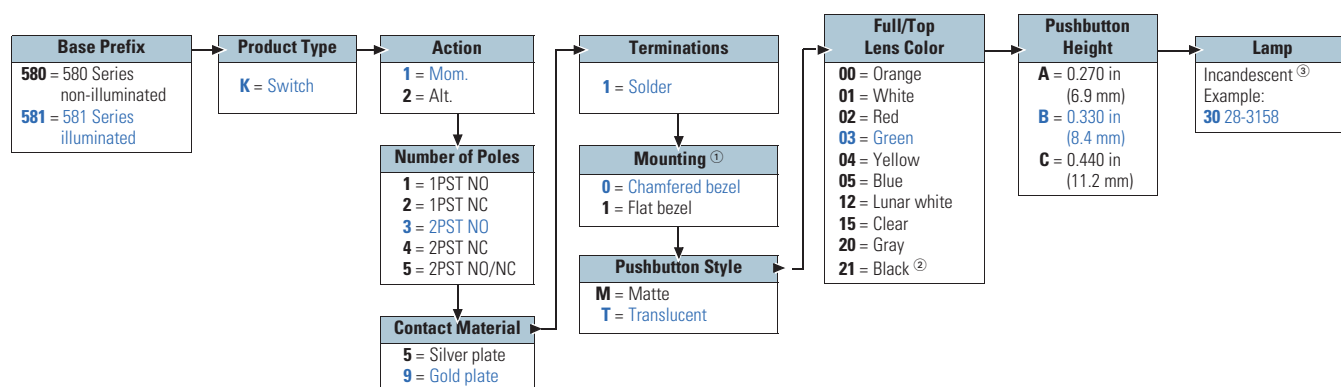 Base Prefix
580 = 580 Series
non-illuminated
581 = 581 Series
illuminated
Product Type
K = Switch
Action
1 = Mom.
2 = Alt.
Number of Poles
1 = 1PST NO
2 = 1PST NC
3 = 2PST NO
4 = 2PST NC
5 = 2PST NO/NC
Contact Material
5 = Silver plate
9 = Gold plate
Terminations
1 = Solder
Mounting ①
0 = Chamfered bezel
1 = Flat bezel
Pushbutton Style
M = Matte
T = Translucent
Full/Top
Lens Color
00 = Orange
01 = White
02 = Red
03 = Green
04 = Yellow
05 = Blue
12 = Lunar white
15 = Clear
20 = Gray
21 = Black ②
Pushbutton
Height
A = 0.270 in
(6.9 mm)
B = 0.330 in
(8.4 mm)
C = 0.440 in
(11.2 mm)
Lamp
Incandescent ③
Example:
30 28-3158